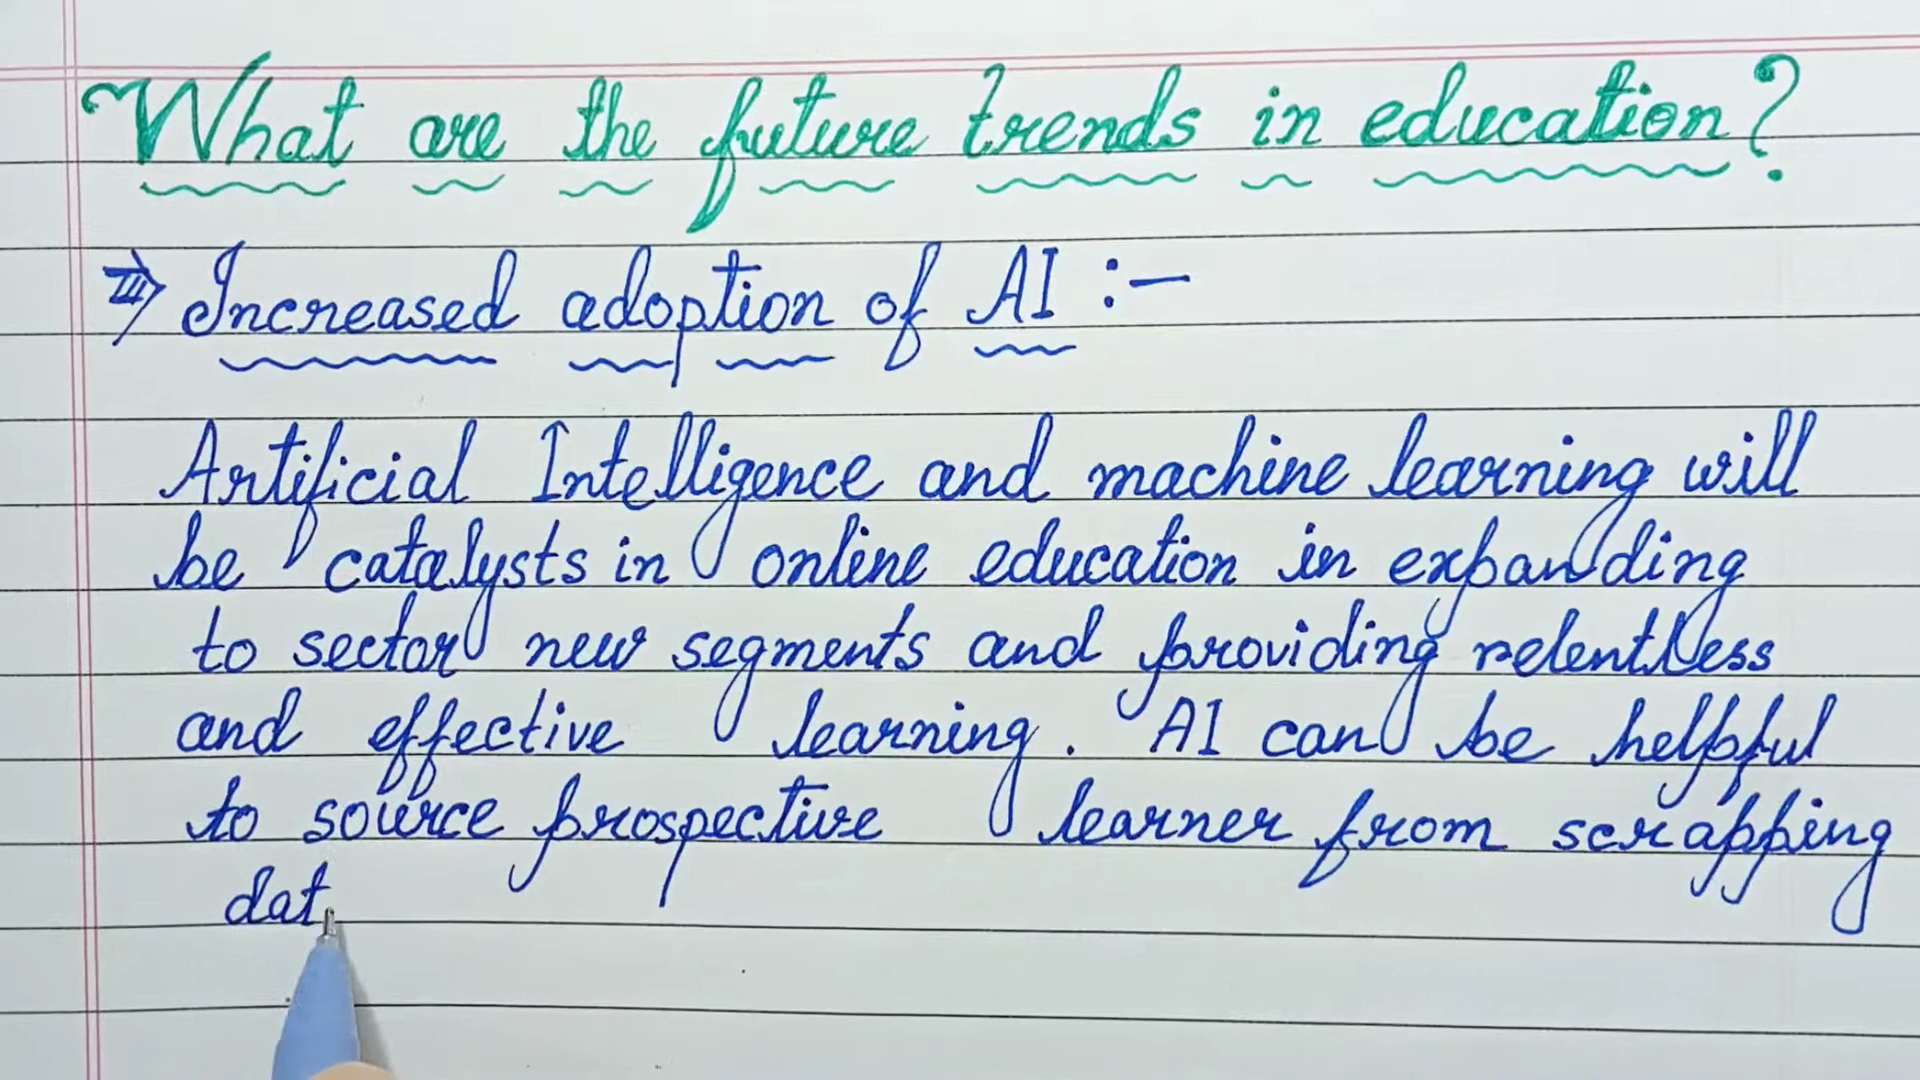 What are the future trends in education?
⇒ Increased adoption of AI :-
Artificial Intelligence and machine learning will
be catalysts in online education in expanding
to sector new segments and providing relentless
and effective learning. AI can be helpful
to source prospective learner from scrapping
dat